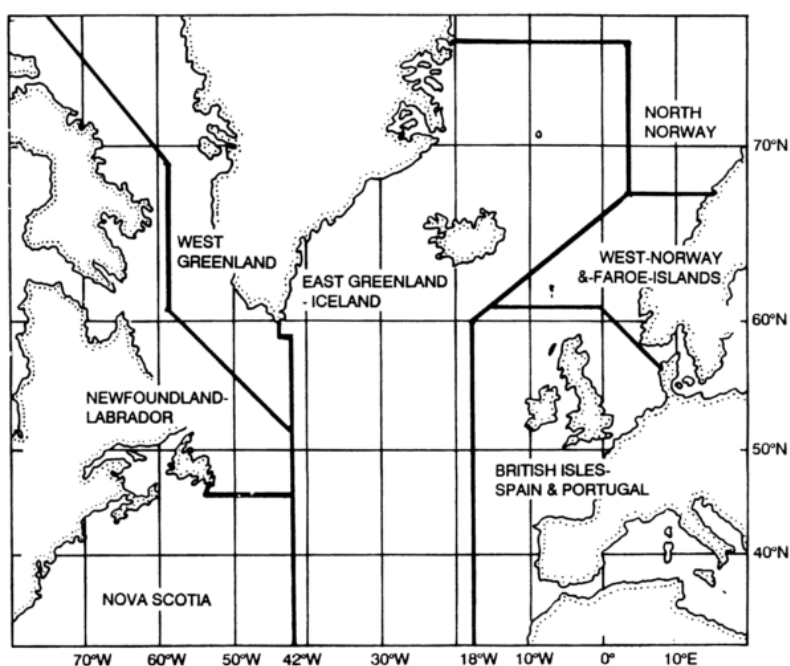 NORTH
NORWAY
70°N
WEST
GREENLAND
WEST-NORWAY
&-FAROE-ISLANDS
EAST GREENLAND
- ICELAND
60°N
NEWFOUNDLAND-
LABRADOR
50°N
BRITISH ISLES-
SPAIN & PORTUGAL
40°N
NOVA SCOTIA
70°W 60°W 50°W 42°W 30°W 18°W 10°W 0° 10°E